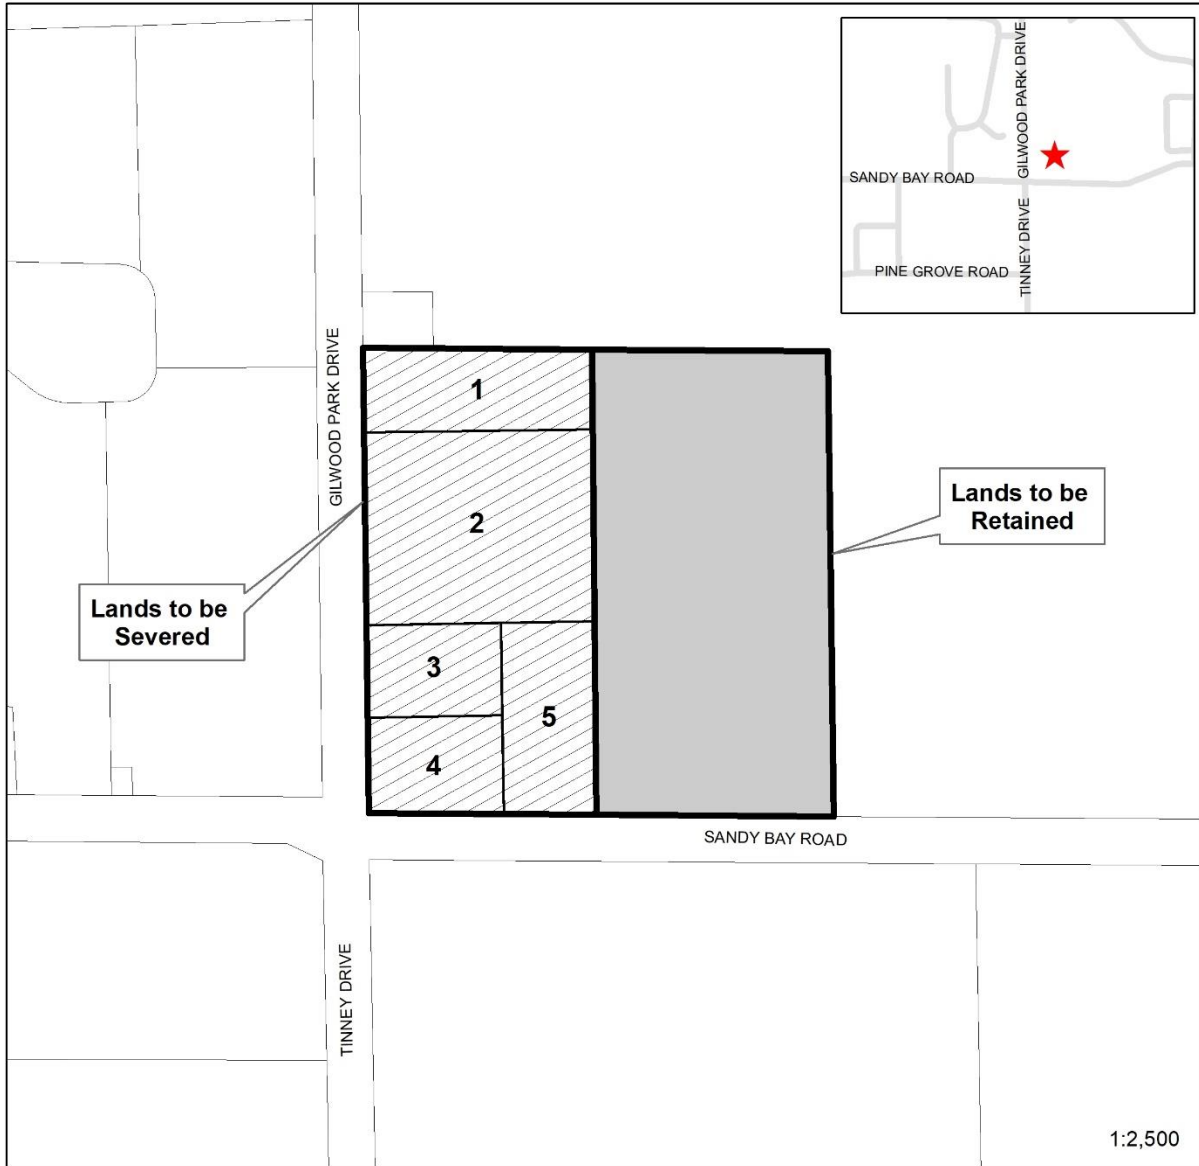 GILWOOD PARK DRIVE
SANDY BAY ROAD
TINNEY DRIVE
PINE GROVE ROAD
GILWOOD PARK DRIVE
1
2
Lands to be
Retained
Lands to be
Severed
3
5
4
SANDY BAY ROAD
TINNEY DRIVE
1:2,500